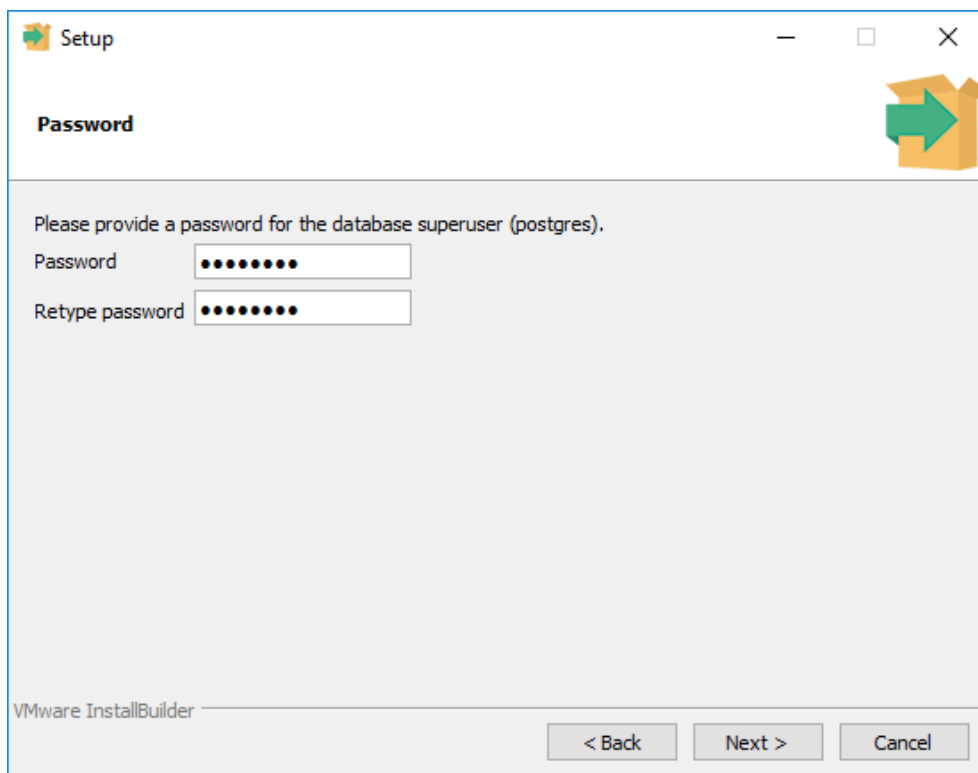 Setup
Password
Please provide a password for the database superuser (postgres).
Password ••••••••
Retype password ••••••••
VMware InstallBuilder
< Back Next > Cancel